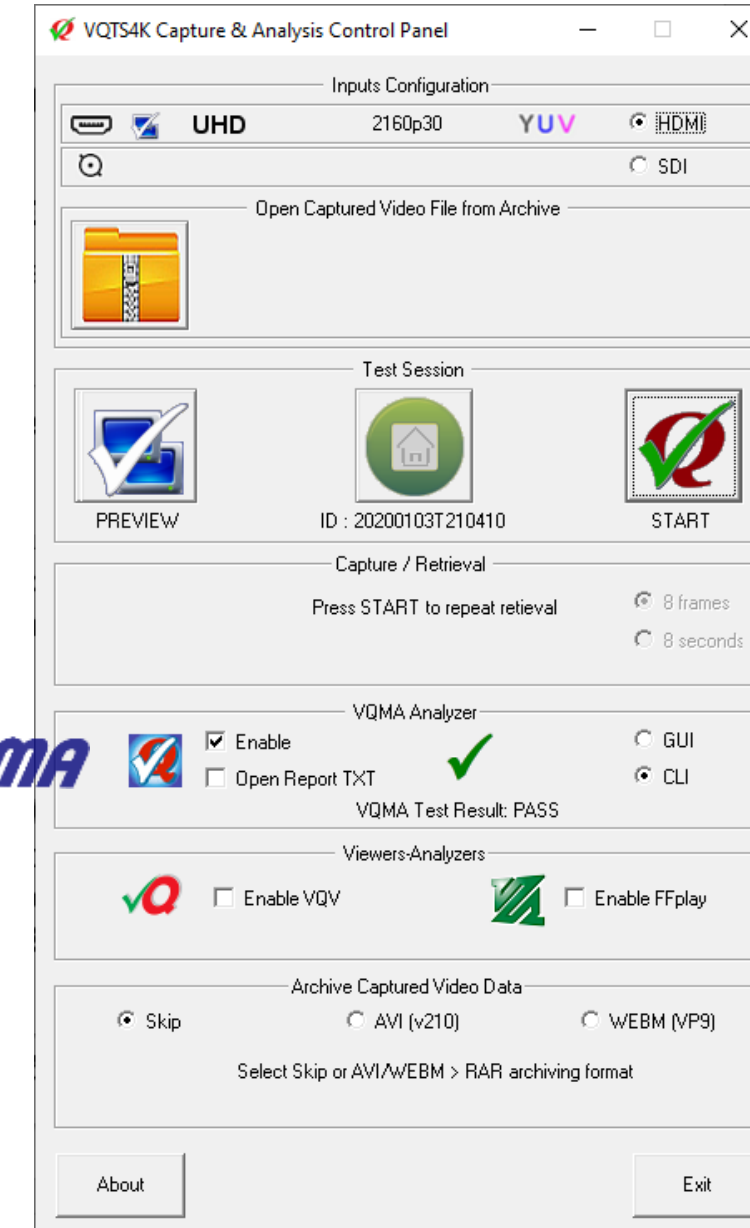 VQTS4K Capture & Analysis Control Panel
Inputs Configuration
UHD 2160p30 YUV HDMI
SDI
Open Captured Video File from Archive
Test Session
PREVIEW ID : 20200103T210410 START
Capture / Retrieval
Press START to repeat retieval 8 frames
8 seconds
VQMA Analyzer
MA Enable GUI
Open Report TXT CLI
VQMA Test Result: PASS
Viewers-Analyzers
Enable VQV Enable FFplay
Archive Captured Video Data
Skip AVI (v210) WEBM (VP9)
Select Skip or AVI/WEBM > RAR archiving format
About Exit